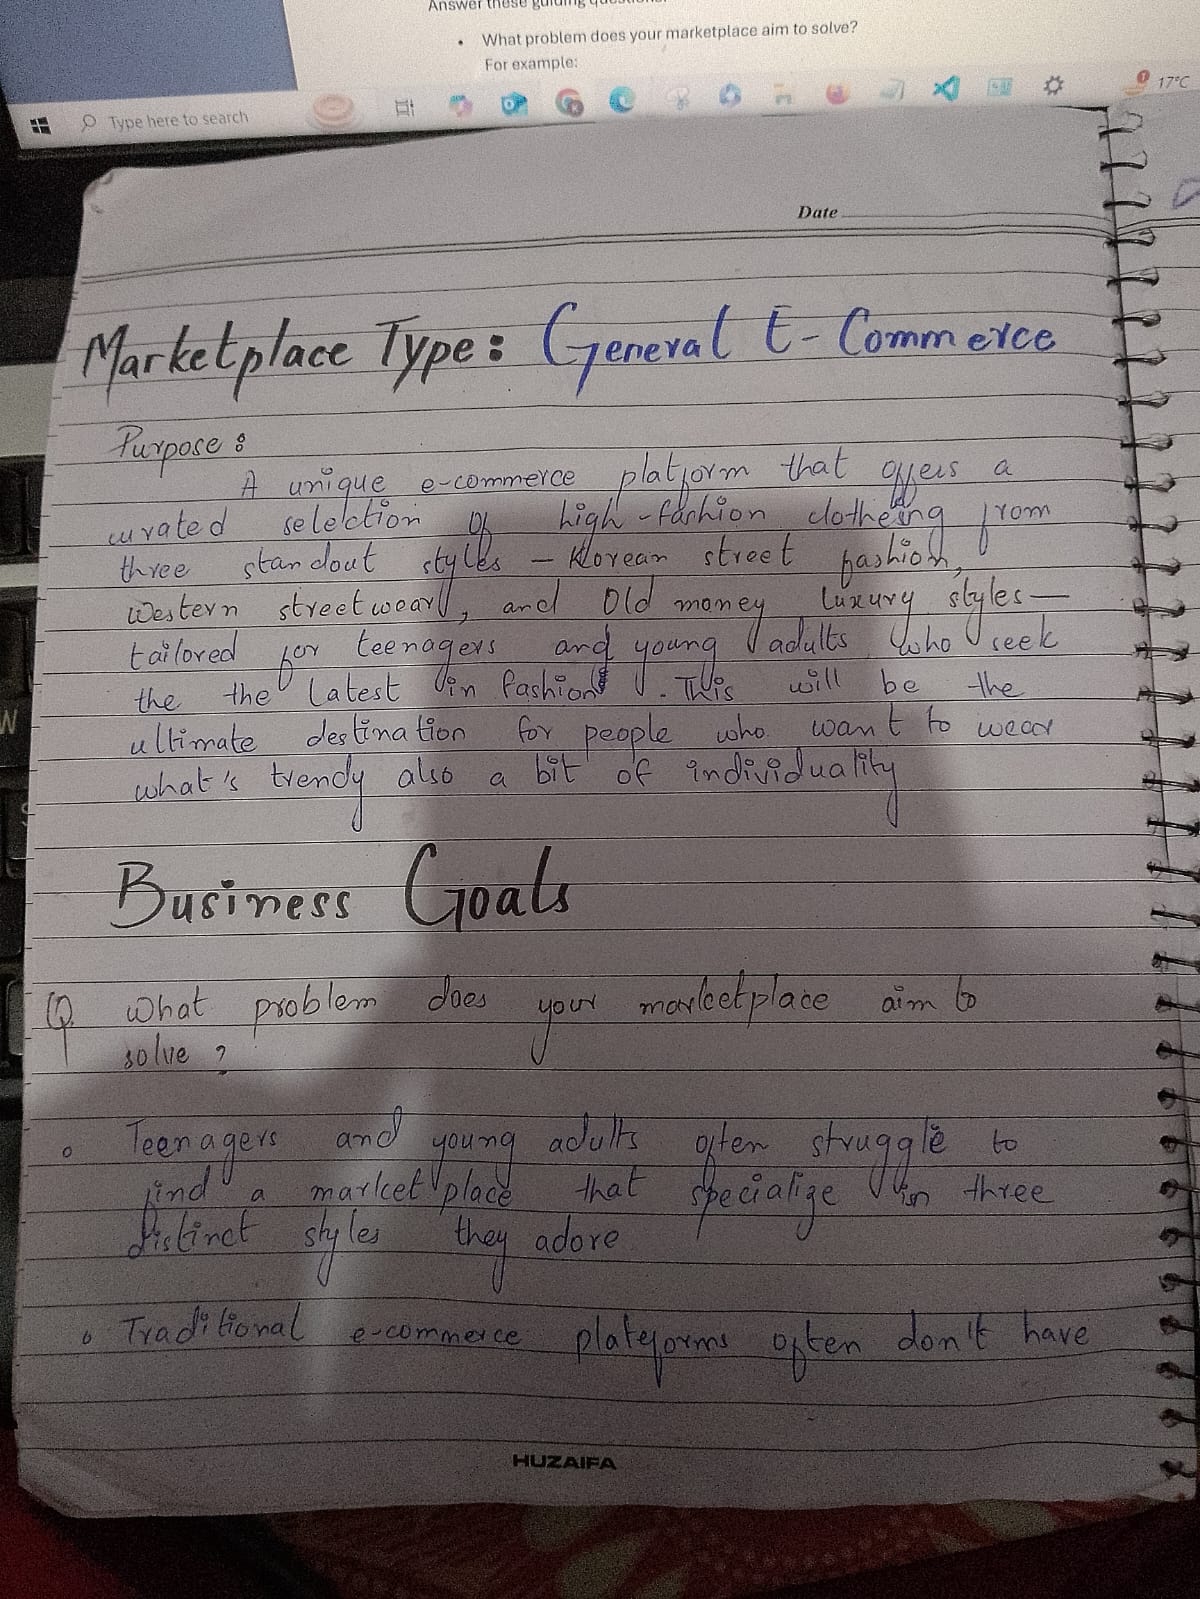 Answer these guiding questions:
• What problem does your marketplace aim to solve?
For example:
Type here to search
17°C
Date
Marketplace Type: General E-Commerce
Purpose:
A unique e-commerce platform that offers a
curated selection of high-fashion clotheing from
three standout styles – Korean street fashion,
Western streetwear, and Old money luxury styles—
tailored for teenagers and young adults who seek
the the latest in fashion. This will be the
ultimate destination for people who want to wear
what's trendy also a bit of individuality
Business Goals
Q. What problem does your marketplace aim to
solve?
o Teenagers and young adults often struggle to
find a marketplace that specialize in three
distinct styles they adore
o Traditional e-commerce plateforms often don't have
HUZAIFA